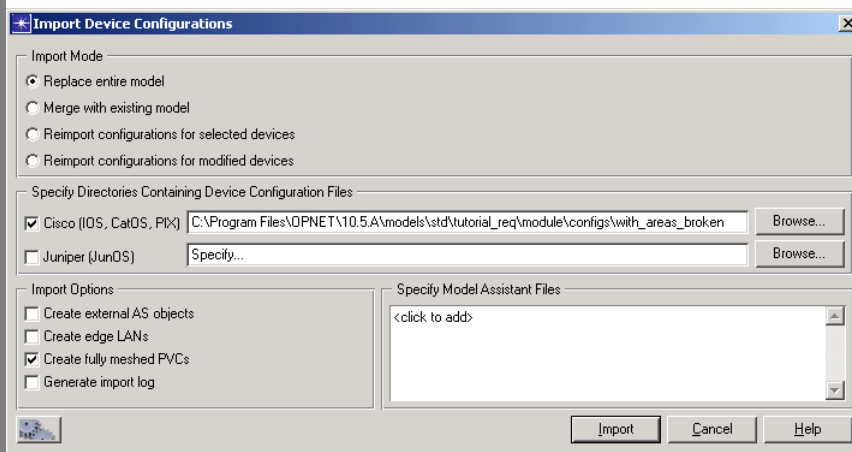 Import Device Configurations
Import Mode
Replace entire model
Merge with existing model
Reimport configurations for selected devices
Reimport configurations for modified devices
Specify Directories Containing Device Configuration Files
Cisco (IOS, CatOS, PIX) C:\Program Files\OPNET\10.5.A\models\std\tutorial_req\module\configs\with_areas_broken Browse...
Juniper (JunOS) Specify... Browse...
Import Options
Create external AS objects
Create edge LANs
Create fully meshed PVCs
Generate import log
Specify Model Assistant Files
<click to add>
Import Cancel Help